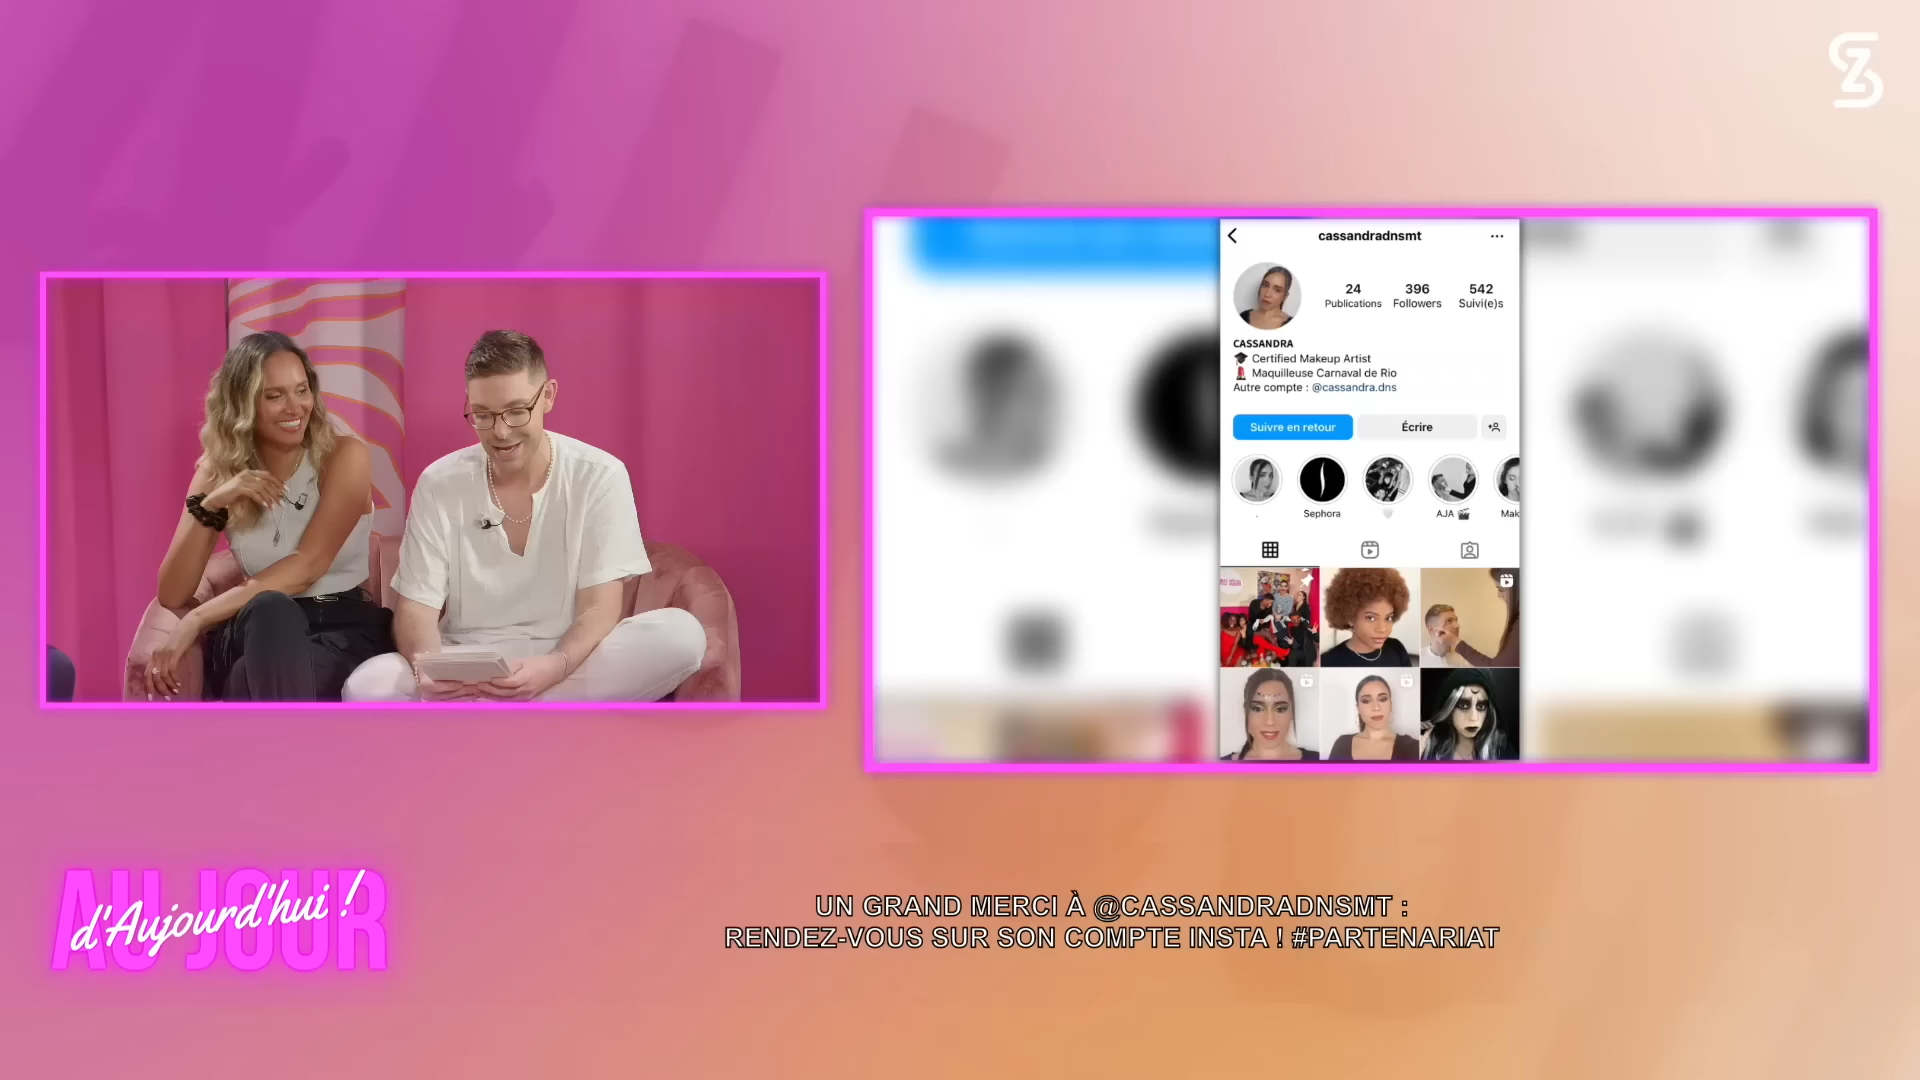 cassandradnsmt
24 396 542
Publications Followers Suivi(e)s
CASSANDRA
Certified Makeup Artist
Maquilleuse Carnaval de Rio
Autre compte : @cassandra.dns
Suivre en retour Écrire
Sephora AJA Mak
AU JOUR
d'Aujourd'hui !
UN GRAND MERCI À @CASSANDRADNSMT :
RENDEZ-VOUS SUR SON COMPTE INSTA ! #PARTENARIAT